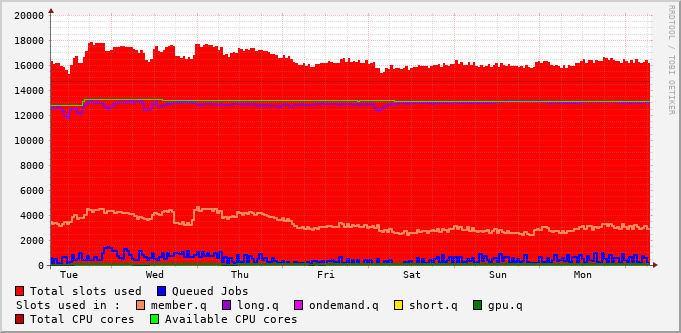 20000
18000
16000
14000
12000
10000
8000
6000
4000
2000
0
Tue Wed Thu Fri Sat Sun Mon
RRDTOOL / TOBI OETIKER
Total slots used Queued Jobs
Slots used in : member.q long.q ondemand.q short.q gpu.q
Total CPU cores Available CPU cores